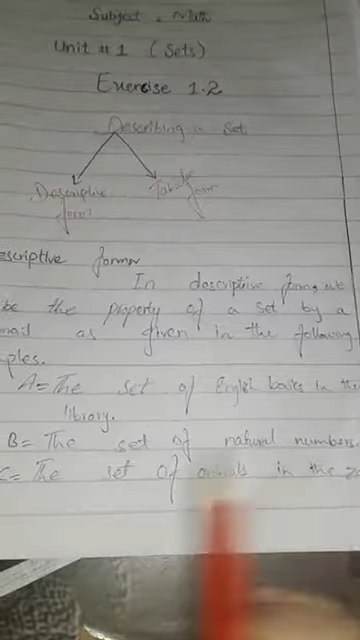 Subject = Math
Unit # 1 (Sets)
Exercise 1.2
Describing a set
Descriptive Tabular
form form
escriptive form
In descriptive form, we
be the property of a set by a
as given in the following
ples.
A= The set of English books in the
library.
B= The set of natural numbers.
C= The set of in the